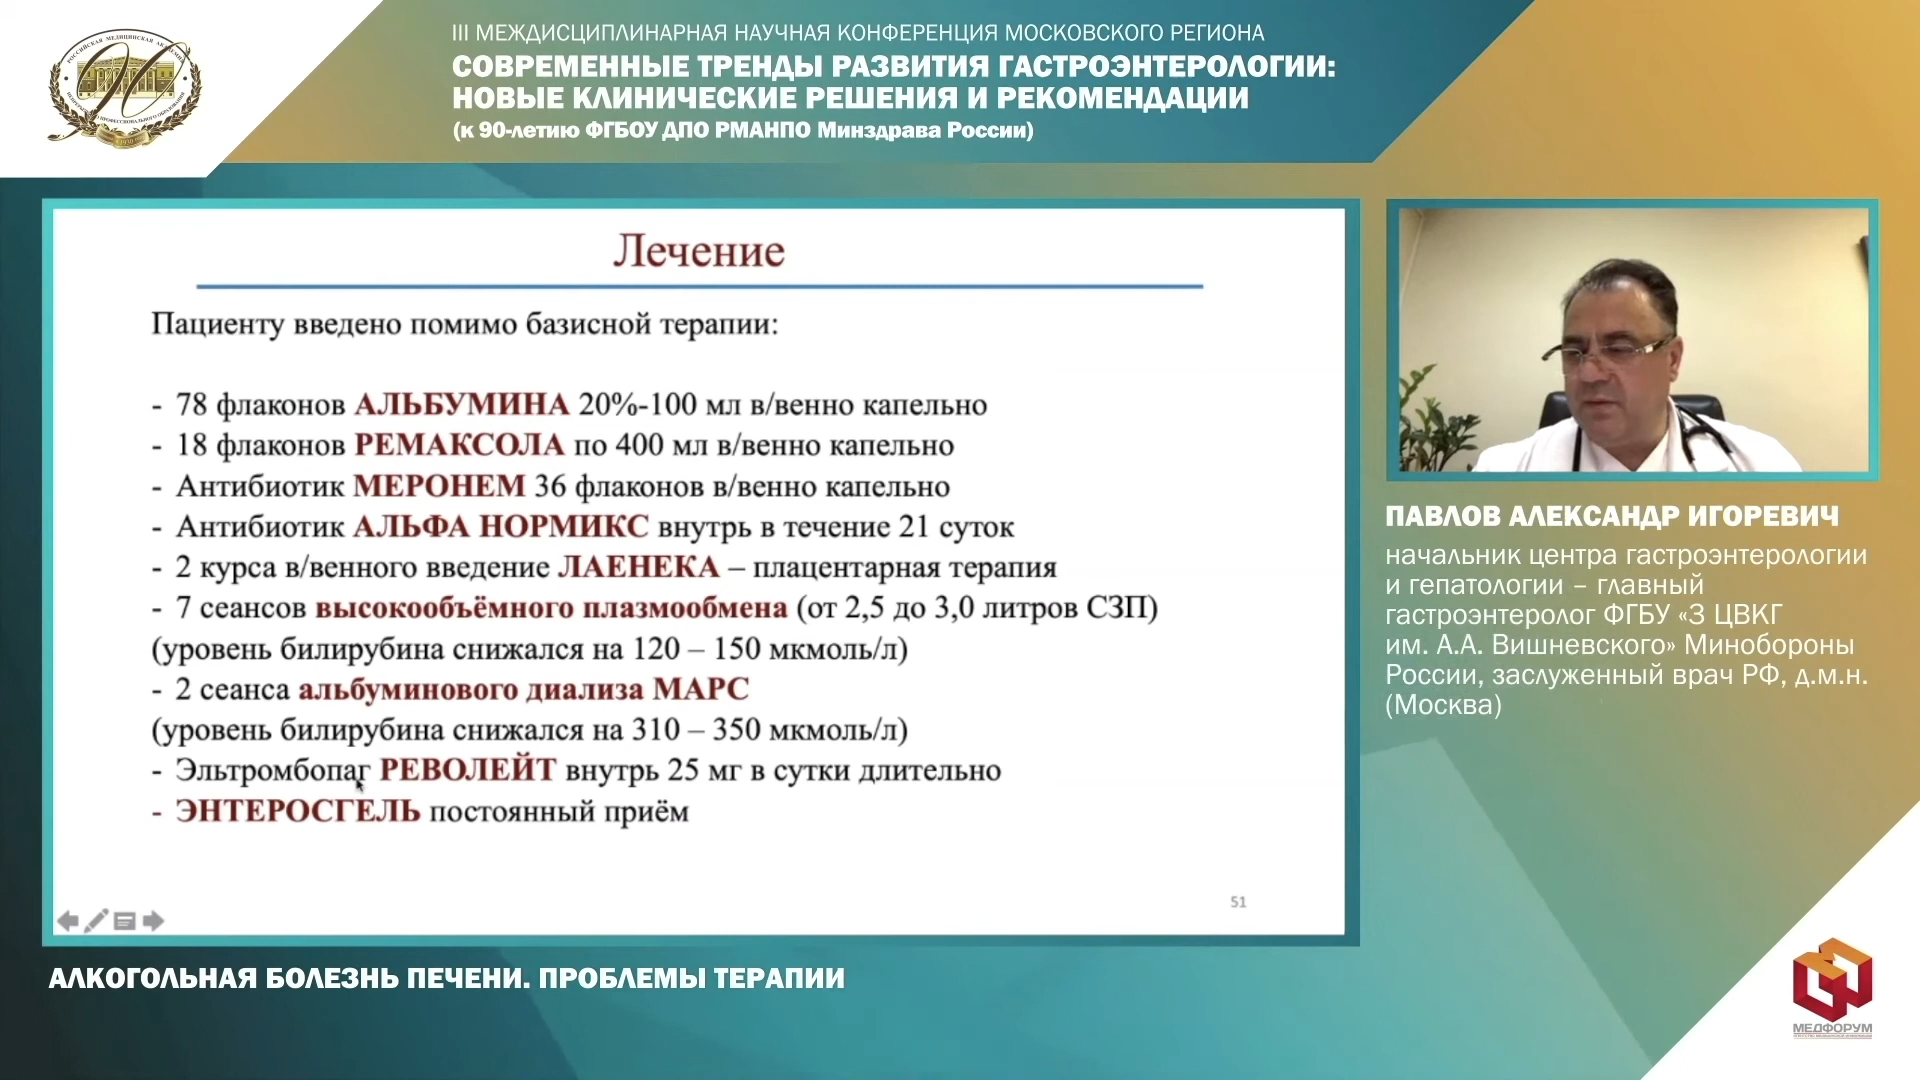 III МЕЖДИСЦИПЛИНАРНАЯ НАУЧНАЯ КОНФЕРЕНЦИЯ МОСКОВСКОГО РЕГИОНА
СОВРЕМЕННЫЕ ТРЕНДЫ РАЗВИТИЯ ГАСТРОЭНТЕРОЛОГИИ:
НОВЫЕ КЛИНИЧЕСКИЕ РЕШЕНИЯ И РЕКОМЕНДАЦИИ
(к 90-летию ФГБОУ ДПО РМАНПО Минздрава России)
Лечение
Пациенту введено помимо базисной терапии:
- 78 флаконов АЛЬБУМИНА 20%-100 мл в/венно капельно
- 18 флаконов РЕМАКСОЛА по 400 мл в/венно капельно
- Антибиотик МЕРОНЕМ 36 флаконов в/венно капельно
- Антибиотик АЛЬФА НОРМИКС внутрь в течение 21 суток
- 2 курса в/венного введение ЛАЕНЕКА – плацентарная терапия
- 7 сеансов высокообъёмного плазмообмена (от 2,5 до 3,0 литров СЗП)
(уровень билирубина снижался на 120 – 150 мкмоль/л)
- 2 сеанса альбуминового диализа МАРС
(уровень билирубина снижался на 310 – 350 мкмоль/л)
- Эльтромбопаг РЕВОЛЕЙТ внутрь 25 мг в сутки длительно
- ЭНТЕРОСГЕЛЬ постоянный приём
51
ПАВЛОВ АЛЕКСАНДР ИГОРЕВИЧ
начальник центра гастроэнтерологии
и гепатологии – главный
гастроэнтеролог ФГБУ «3 ЦВКГ
им. А.А. Вишневского» Минобороны
России, заслуженный врач РФ, д.м.н.
(Москва)
АЛКОГОЛЬНАЯ БОЛЕЗНЬ ПЕЧЕНИ. ПРОБЛЕМЫ ТЕРАПИИ
МЕДФОРУМ